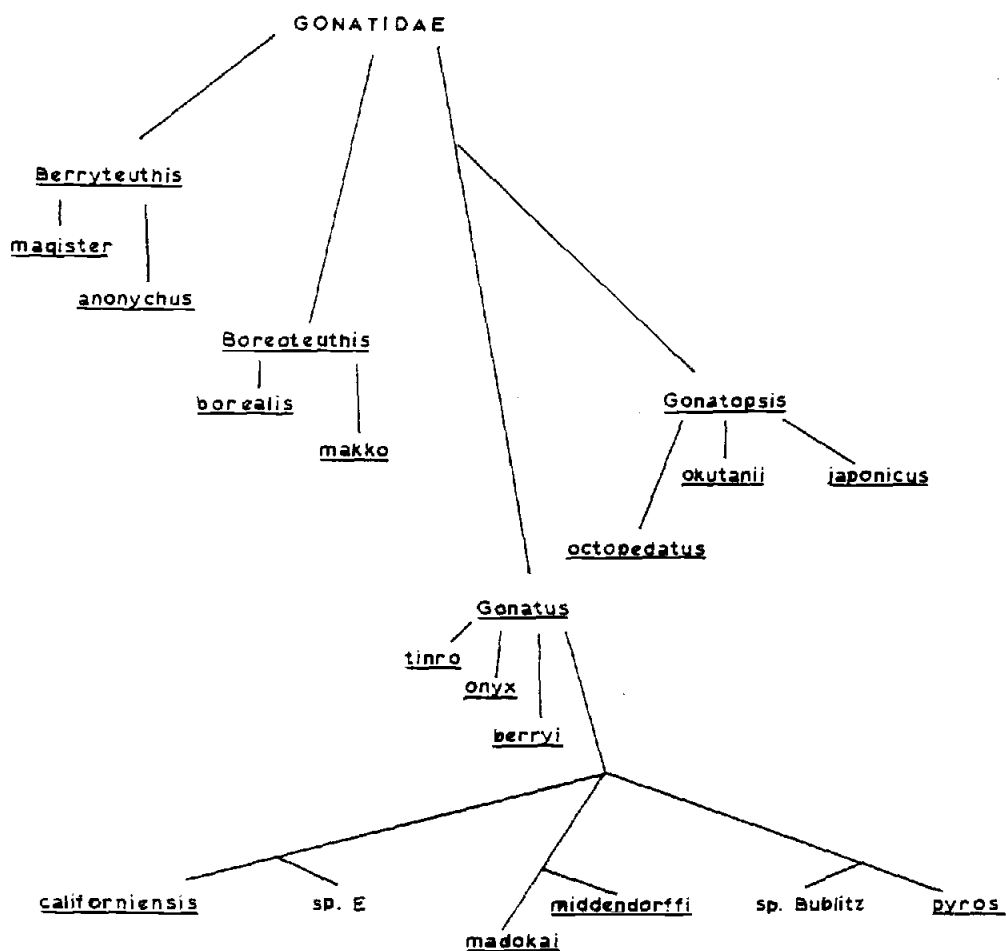 GONATIDAE
Berryteuthis
magister
anonychus
Boreoteuthis
borealis
makko
Gonatopsis
okutanii
japonicus
octopedatus
Gonatus
tinro
onyx
berryi
californiensis
sp. E
middendorffi
sp. Bublitz
pyros
madokai